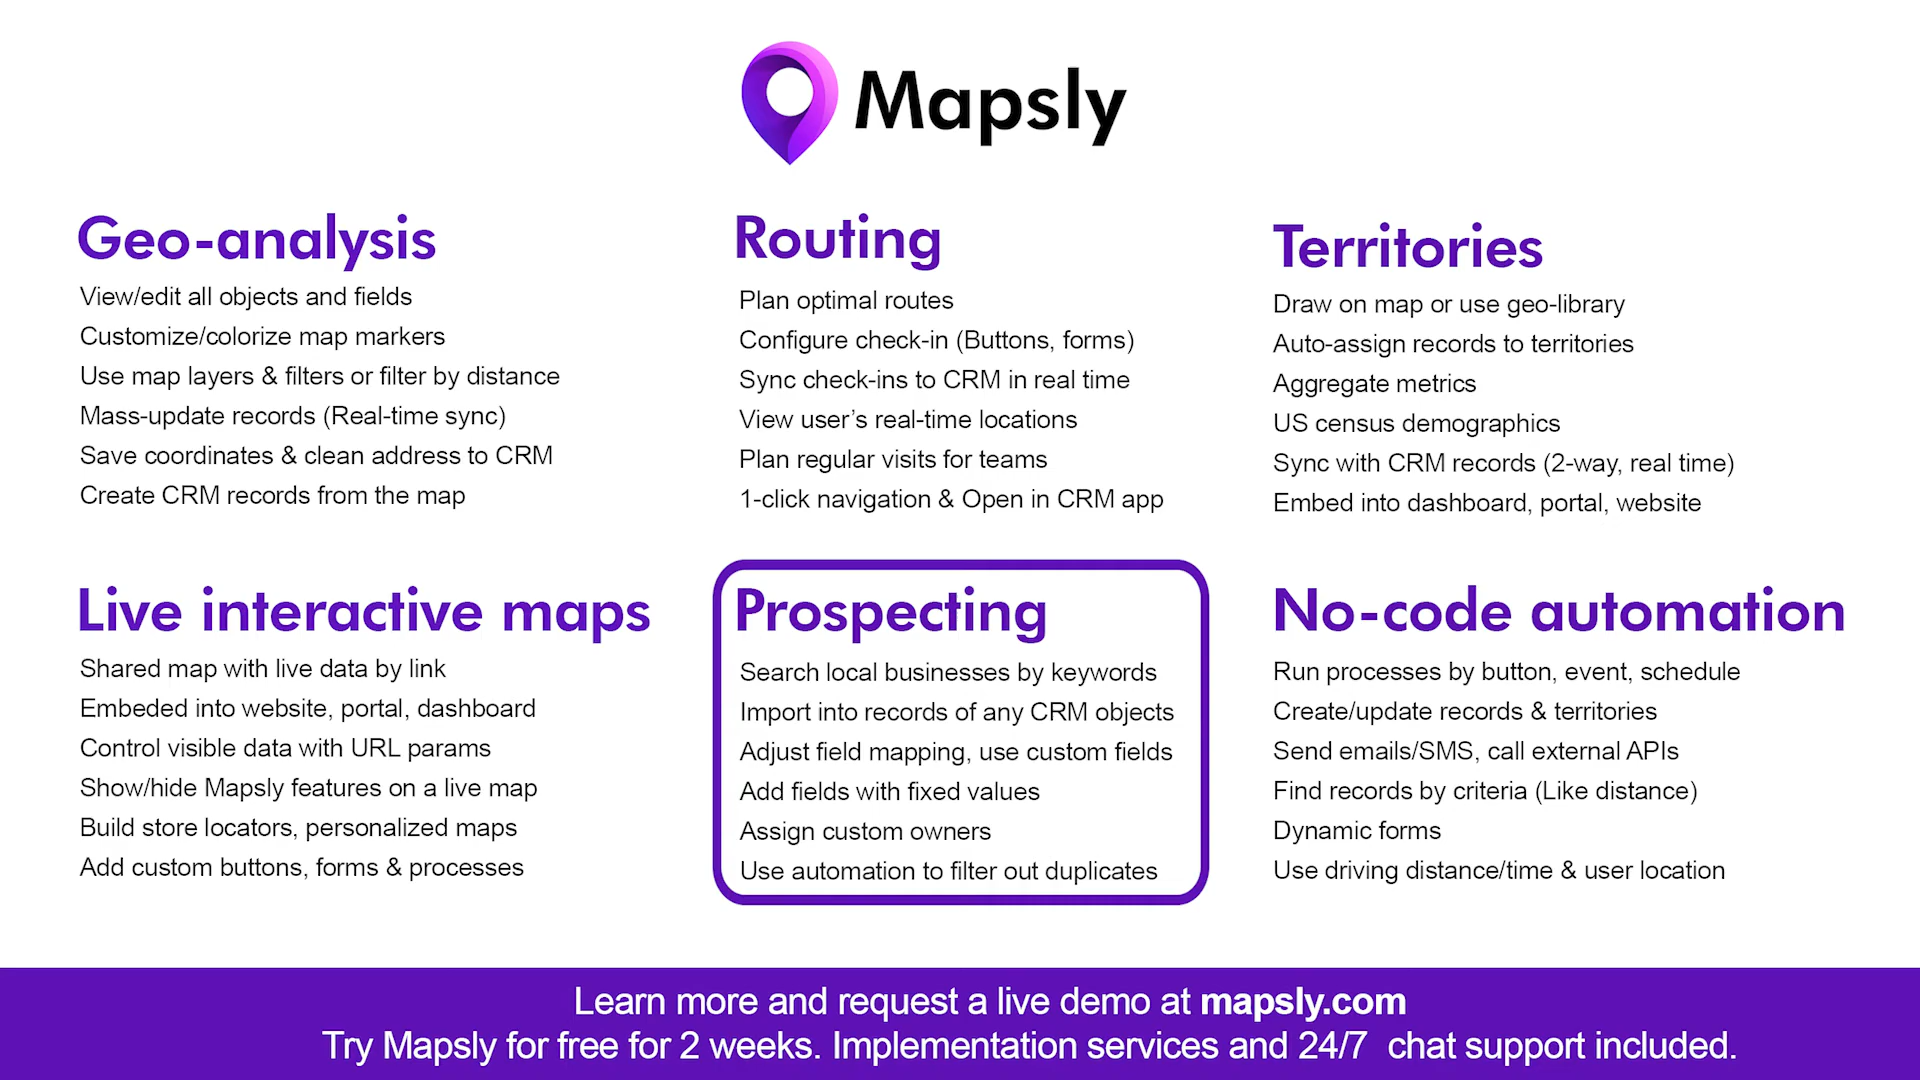 Mapsly
Geo-analysis
View/edit all objects and fields
Customize/colorize map markers
Use map layers & filters or filter by distance
Mass-update records (Real-time sync)
Save coordinates & clean address to CRM
Create CRM records from the map
Routing
Plan optimal routes
Configure check-in (Buttons, forms)
Sync check-ins to CRM in real time
View user’s real-time locations
Plan regular visits for teams
1-click navigation & Open in CRM app
Territories
Draw on map or use geo-library
Auto-assign records to territories
Aggregate metrics
US census demographics
Sync with CRM records (2-way, real time)
Embed into dashboard, portal, website
Live interactive maps
Shared map with live data by link
Embeded into website, portal, dashboard
Control visible data with URL params
Show/hide Mapsly features on a live map
Build store locators, personalized maps
Add custom buttons, forms & processes
Prospecting
Search local businesses by keywords
Import into records of any CRM objects
Adjust field mapping, use custom fields
Add fields with fixed values
Assign custom owners
Use automation to filter out duplicates
No-code automation
Run processes by button, event, schedule
Create/update records & territories
Send emails/SMS, call external APIs
Find records by criteria (Like distance)
Dynamic forms
Use driving distance/time & user location
Learn more and request a live demo at mapsly.com
Try Mapsly for free for 2 weeks. Implementation services and 24/7 chat support included.